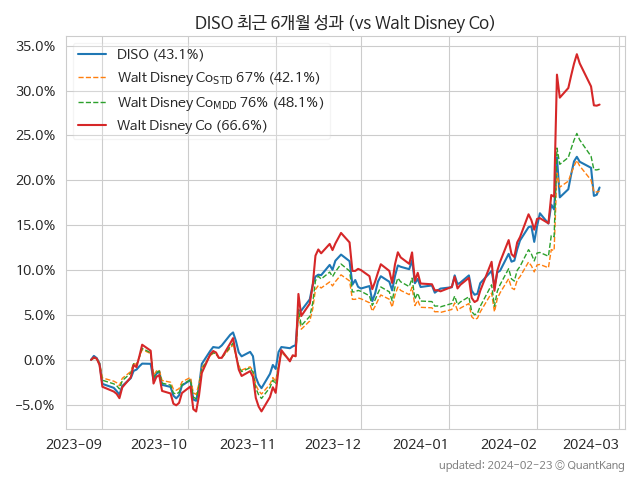 DISO 최근 6개월 성과 (vs Walt Disney Co)
35.0%
30.0%
25.0%
20.0%
15.0%
10.0%
5.0%
0.0%
−5.0%
DISO (43.1%)
Walt Disney CoSTD 67% (42.1%)
Walt Disney CoMDD 76% (48.1%)
Walt Disney Co (66.6%)
2023-09 2023-10 2023-11 2023-12 2024-01 2024-02 2024-03
updated: 2024-02-23 © QuantKang